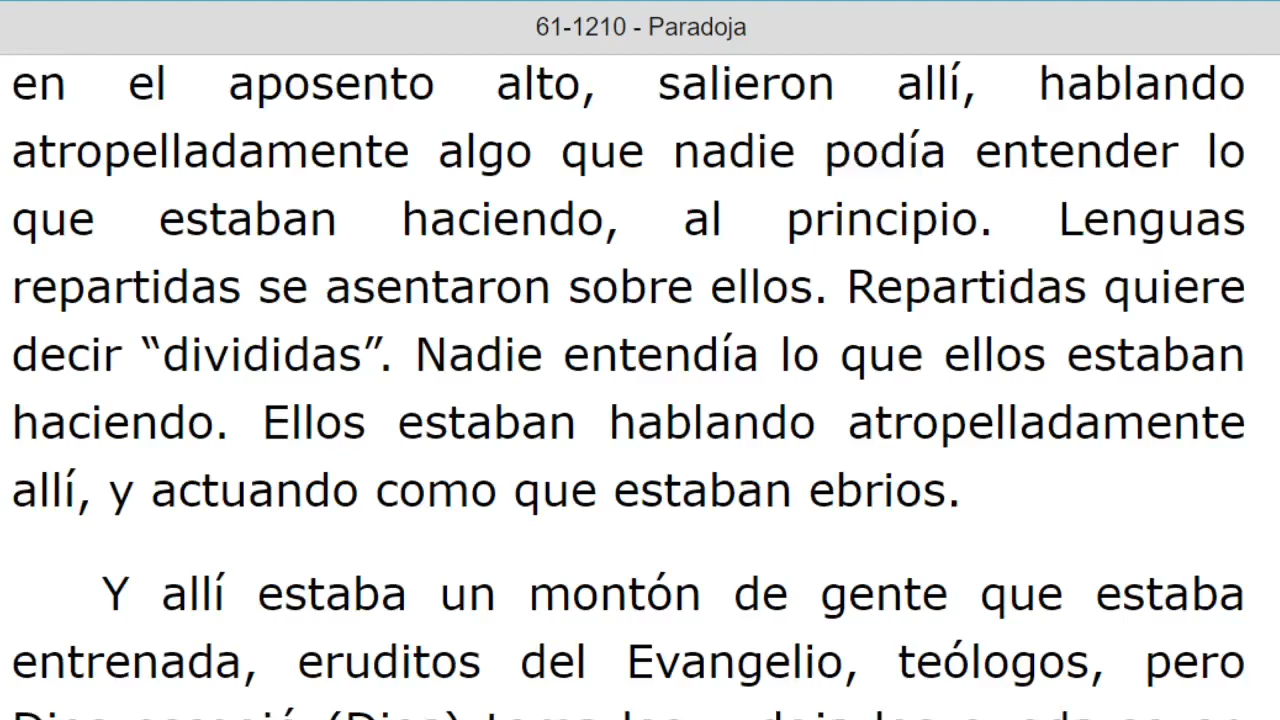 61-1210 - Paradoja
en el aposento alto, salieron allí, hablando
atropelladamente algo que nadie podía entender lo
que estaban haciendo, al principio. Lenguas
repartidas se asentaron sobre ellos. Repartidas quiere
decir “divididas”. Nadie entendía lo que ellos estaban
haciendo. Ellos estaban hablando atropelladamente
allí, y actuando como que estaban ebrios.
Y allí estaba un montón de gente que estaba
entrenada, eruditos del Evangelio, teólogos, pero